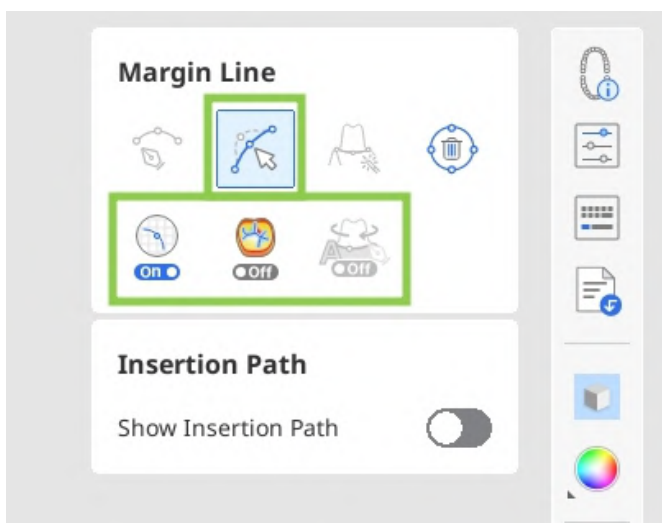 Margin Line
On
Off
A
Off
Insertion Path
Show Insertion Path